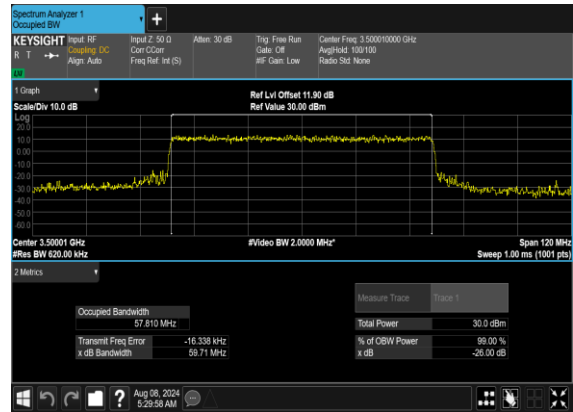 Spectrum Analyzer 1
Occupied BW
KEYSIGHT
R T
LVI
Input: RF
Coupling: DC
Align: Auto
Input Z: 50 Ω
Corr CCorr
Freq Ref: Int (S)
Atten: 30 dB
Trig: Free Run
Gate: Off
#IF Gain: Low
Center Freq: 3.500010000 GHz
Avg|Hold: 100/100
Radio Std: None
1 Graph
Scale/Div 10.0 dB
Ref Lvl Offset 11.90 dB
Ref Value 30.00 dBm
Log
20.0
10.0
0.00
-10.0
-20.0
-30.0
-40.0
-50.0
-60.0
Center 3.50001 GHz
#Res BW 620.00 kHz
#Video BW 2.0000 MHz*
Span 120 MHz
Sweep 1.00 ms (1001 pts)
2 Metrics
Measure Trace Trace 1
Occupied Bandwidth
57.810 MHz
Total Power 30.0 dBm
Transmit Freq Error -16.338 kHz
% of OBW Power 99.00 %
x dB Bandwidth 59.71 MHz
x dB -26.00 dB
Aug 08, 2024
5:29:58 AM